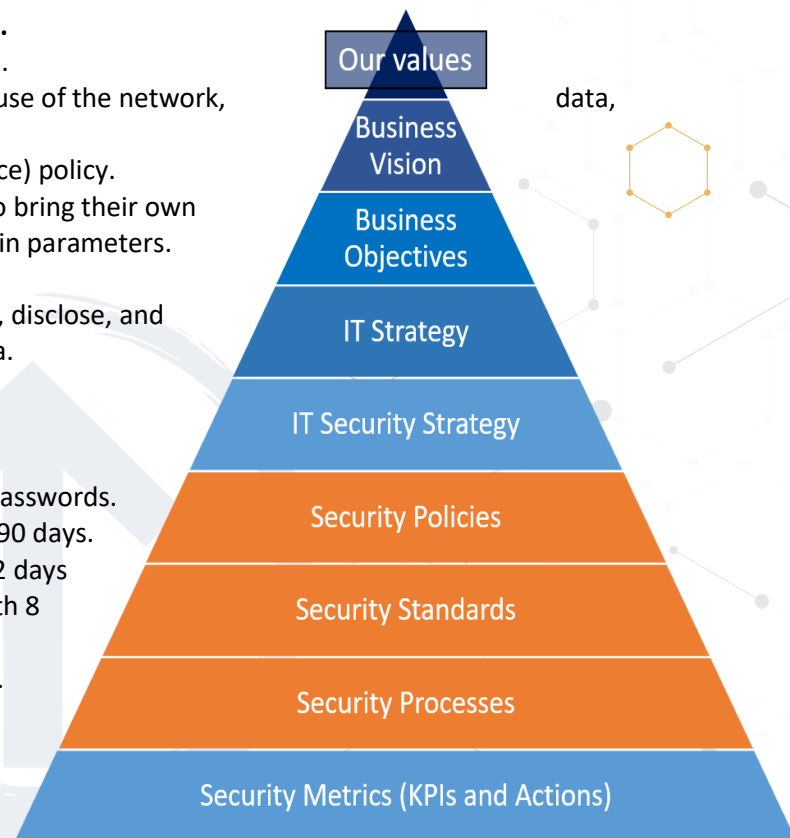 .
.
use of the network, data,
ce) policy.
o bring their own
in parameters.
, disclose, and
a.
asswords.
90 days.
2 days
th 8
.
Our values
Business
Vision
Business
Objectives
IT Strategy
IT Security Strategy
Security Policies
Security Standards
Security Processes
Security Metrics (KPIs and Actions)